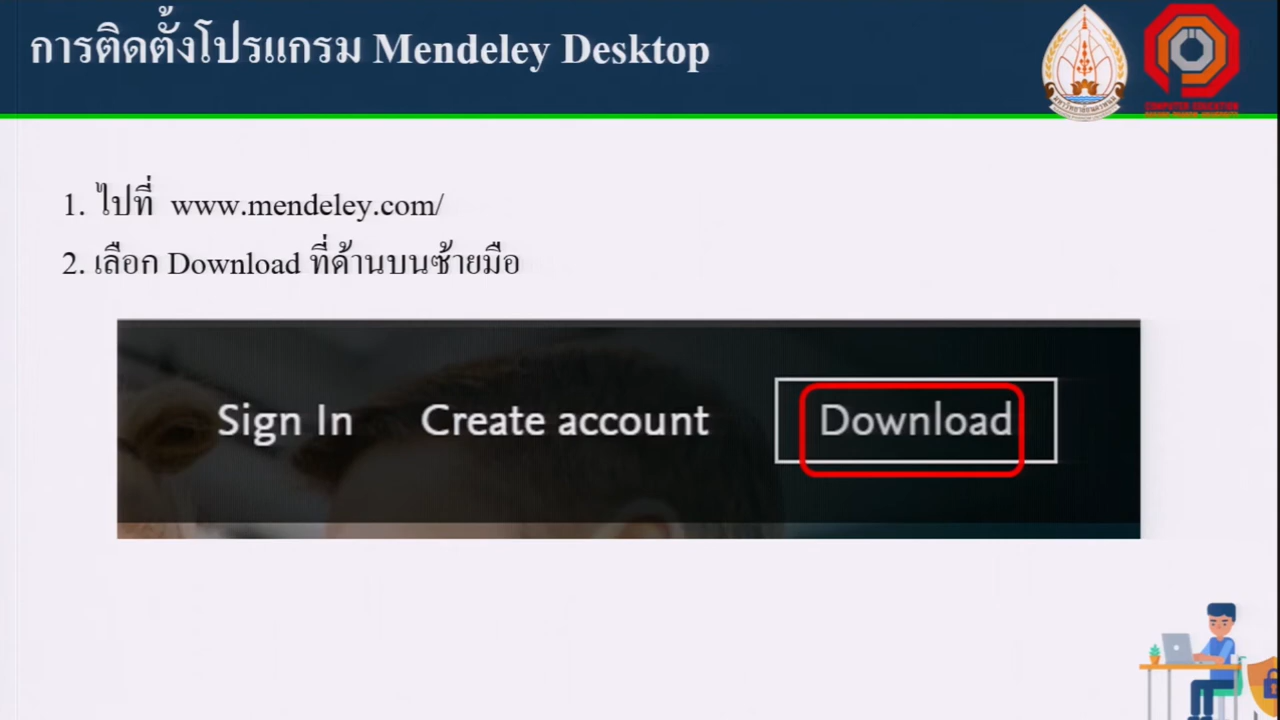 การติดตั้งโปรแกรม Mendeley Desktop
COMPUTER EDUCATION
1. ไปที่ www.mendeley.com/
2. เลือก Download ที่ด้านบนซ้ายมือ
Sign In Create account Download